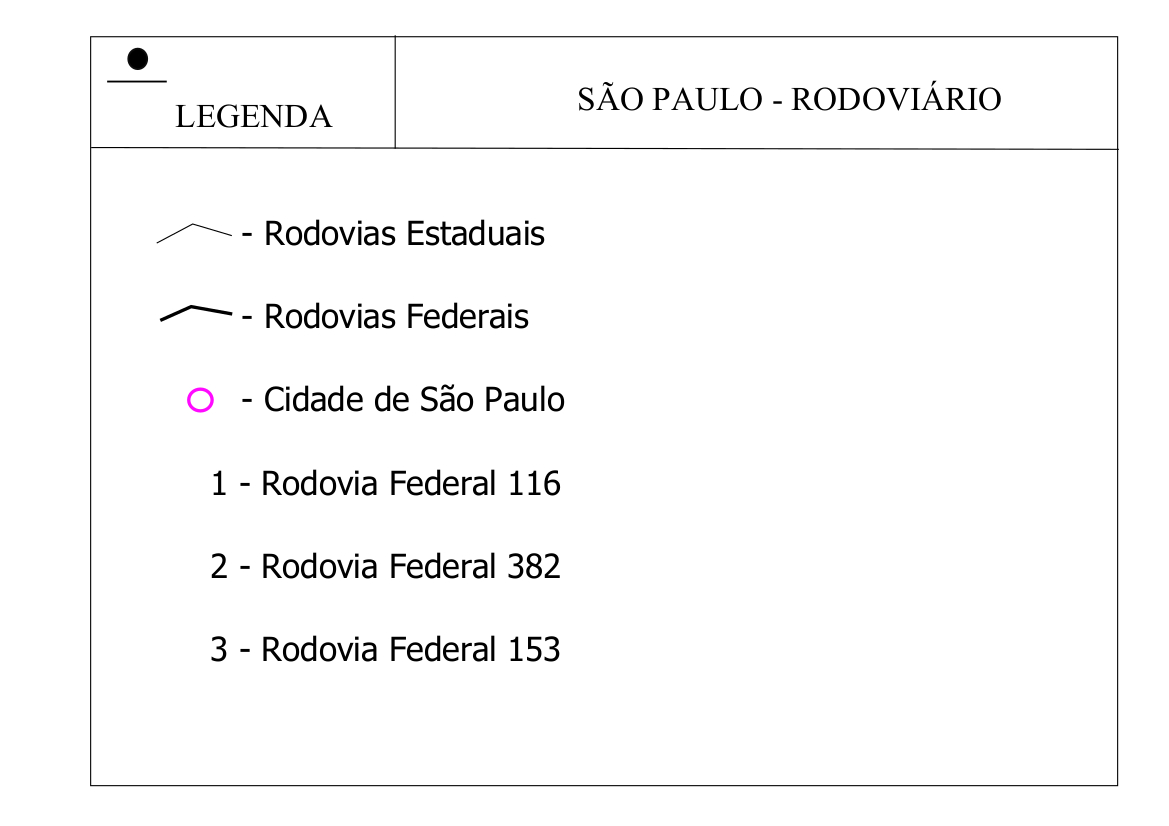 LEGENDA
SÃO PAULO - RODOVIÁRIO
- Rodovias Estaduais
- Rodovias Federais
- Cidade de São Paulo
1 - Rodovia Federal 116
2 - Rodovia Federal 382
3 - Rodovia Federal 153